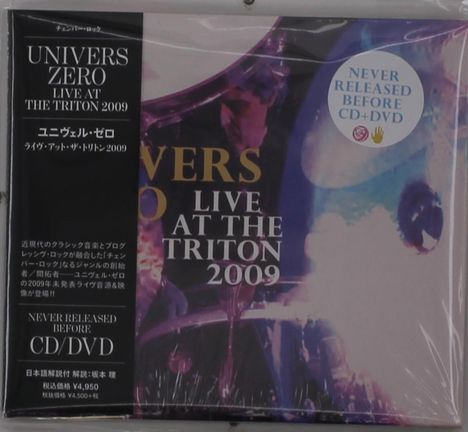 チェンバー・ロック
UNIVERS
ZERO
LIVE AT
THE TRITON 2009
ユニヴェル・ゼロ
ライヴ・アット・ザ・トリトン2009
近現代のクラシック音楽とプログ
レッシヴ・ロックが融合した「チェン
バー・ロック」なるジャンルの創始
者／開拓者──ユニヴェル・ゼロ
の2009年未発表ライヴ音源&映
像が登場!!
NEVER RELEASED
BEFORE
CD/DVD
日本語解説付 解説:坂本 理
税込価格 ¥4,950
税抜価格 ¥4,500+税
VERS
O
LIVE
AT THE
TRITON
2009
NEVER
RELEASED
BEFORE
CD+DVD